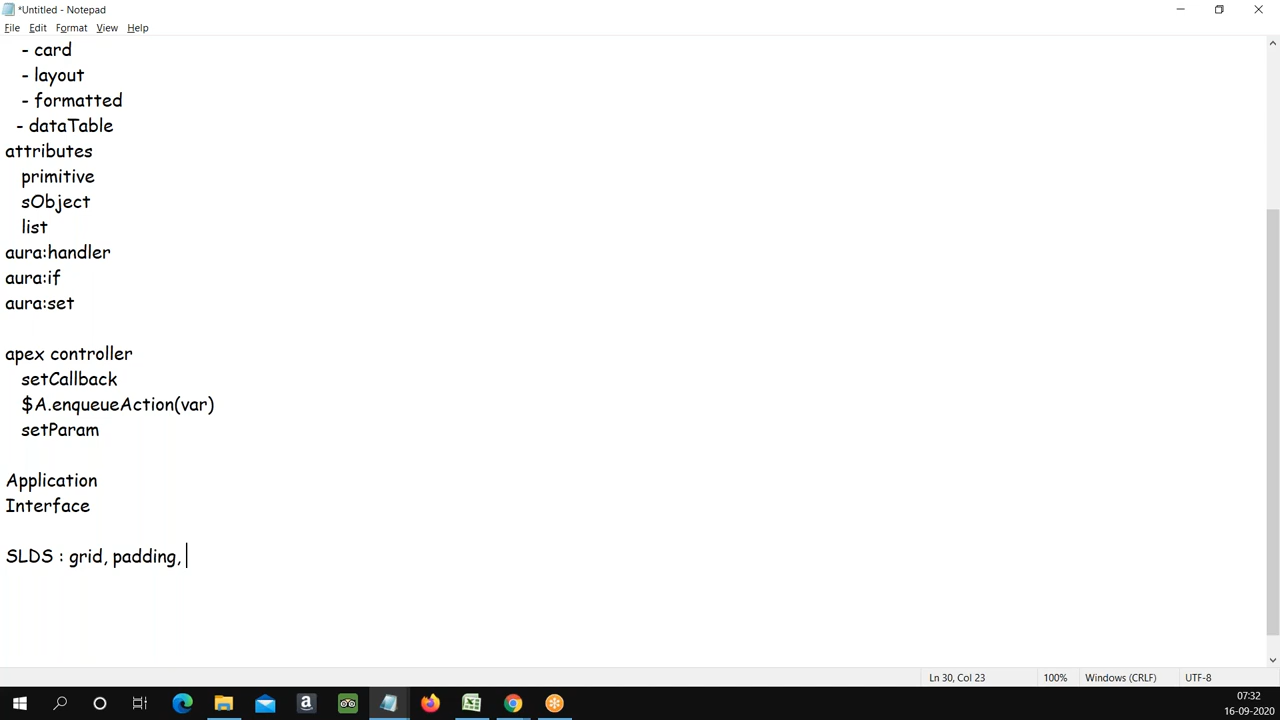 *Untitled - Notepad
File Edit Format View Help
- card
- layout
- formatted
- dataTable
attributes
primitive
sObject
list
aura:handler
aura:if
aura:set
apex controller
setCallback
$A.enqueueAction(var)
setParam
Application
Interface
SLDS : grid, padding,
Ln 30, Col 23 100% Windows (CRLF) UTF-8
07:32
16-09-2020